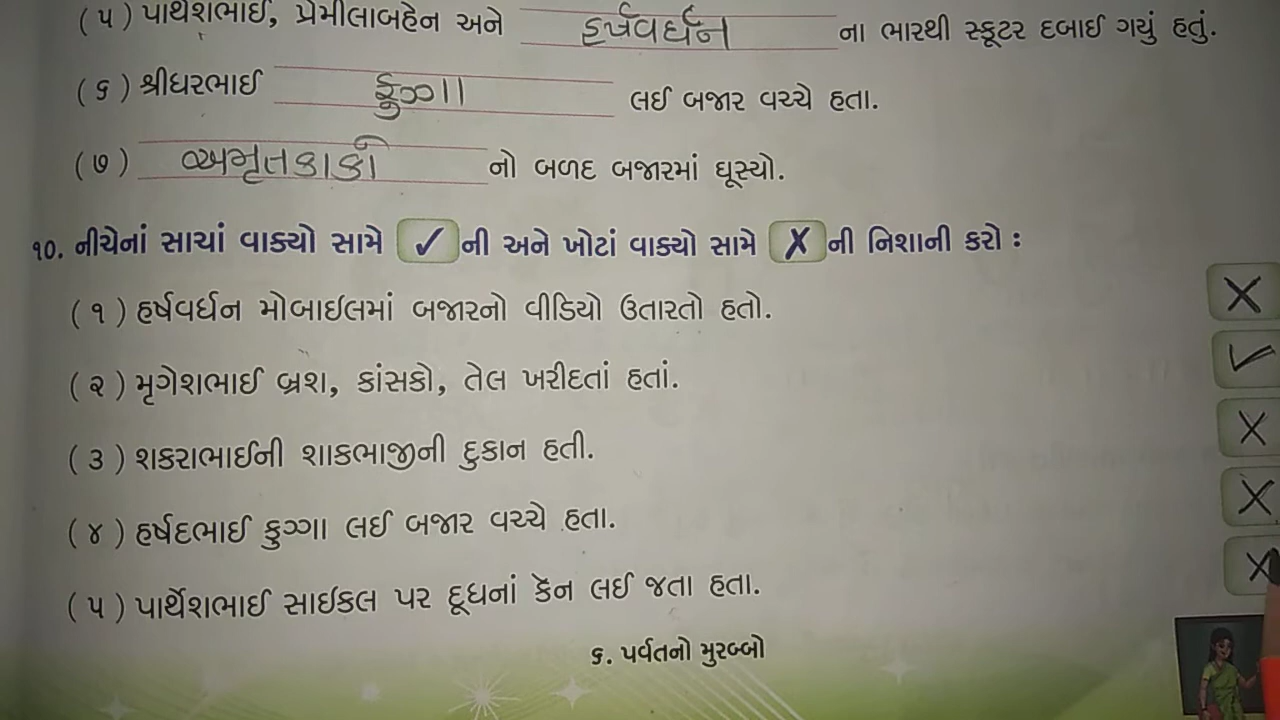 (૫) પાર્થેશભાઈ, પ્રેમીલાબહેન અને હર્ષવર્ધન ના ભારથી સ્કૂટર દબાઈ ગયું હતું.
(૬) શ્રીધરભાઈ ફુગ્ગા લઈ બજાર વચ્ચે હતા.
(૭) અમૃતકાકા નો બળદ બજારમાં ઘૂસ્યો.
૧૦. નીચેનાં સાચાં વાક્યો સામે ✓ ની અને ખોટાં વાક્યો સામે ✗ ની નિશાની કરો :
(૧) હર્ષવર્ધન મોબાઈલમાં બજારનો વીડિયો ઉતારતો હતો. ✗
(૨) મૃગેશભાઈ બ્રશ, કાંસકો, તેલ ખરીદતાં હતાં. ✓
(૩) શકરાભાઈની શાકભાજીની દુકાન હતી. ✗
(૪) હર્ષદભાઈ ફુગ્ગા લઈ બજાર વચ્ચે હતા. ✗
(૫) પાર્થેશભાઈ સાઈકલ પર દૂધનાં કેન લઈ જતા હતા. ✗
૬. પર્વતનો મુરબ્બો